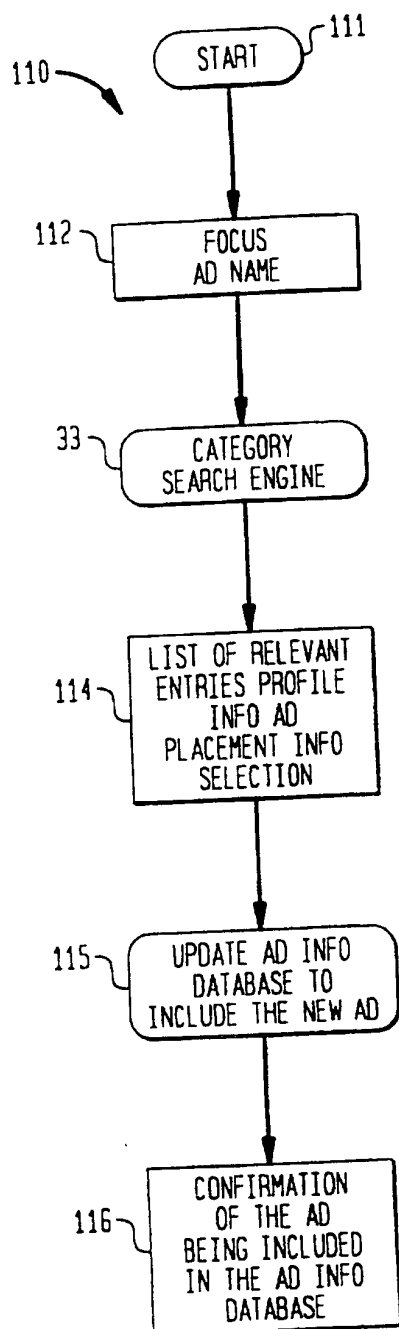 111
START
110
112
FOCUS
AD NAME
33
CATEGORY
SEARCH ENGINE
114
LIST OF RELEVANT
ENTRIES PROFILE
INFO AD
PLACEMENT INFO
SELECTION
115
UPDATE AD INFO
DATABASE TO
INCLUDE THE NEW AD
116
CONFIRMATION
OF THE AD
BEING INCLUDED
IN THE AD INFO
DATABASE